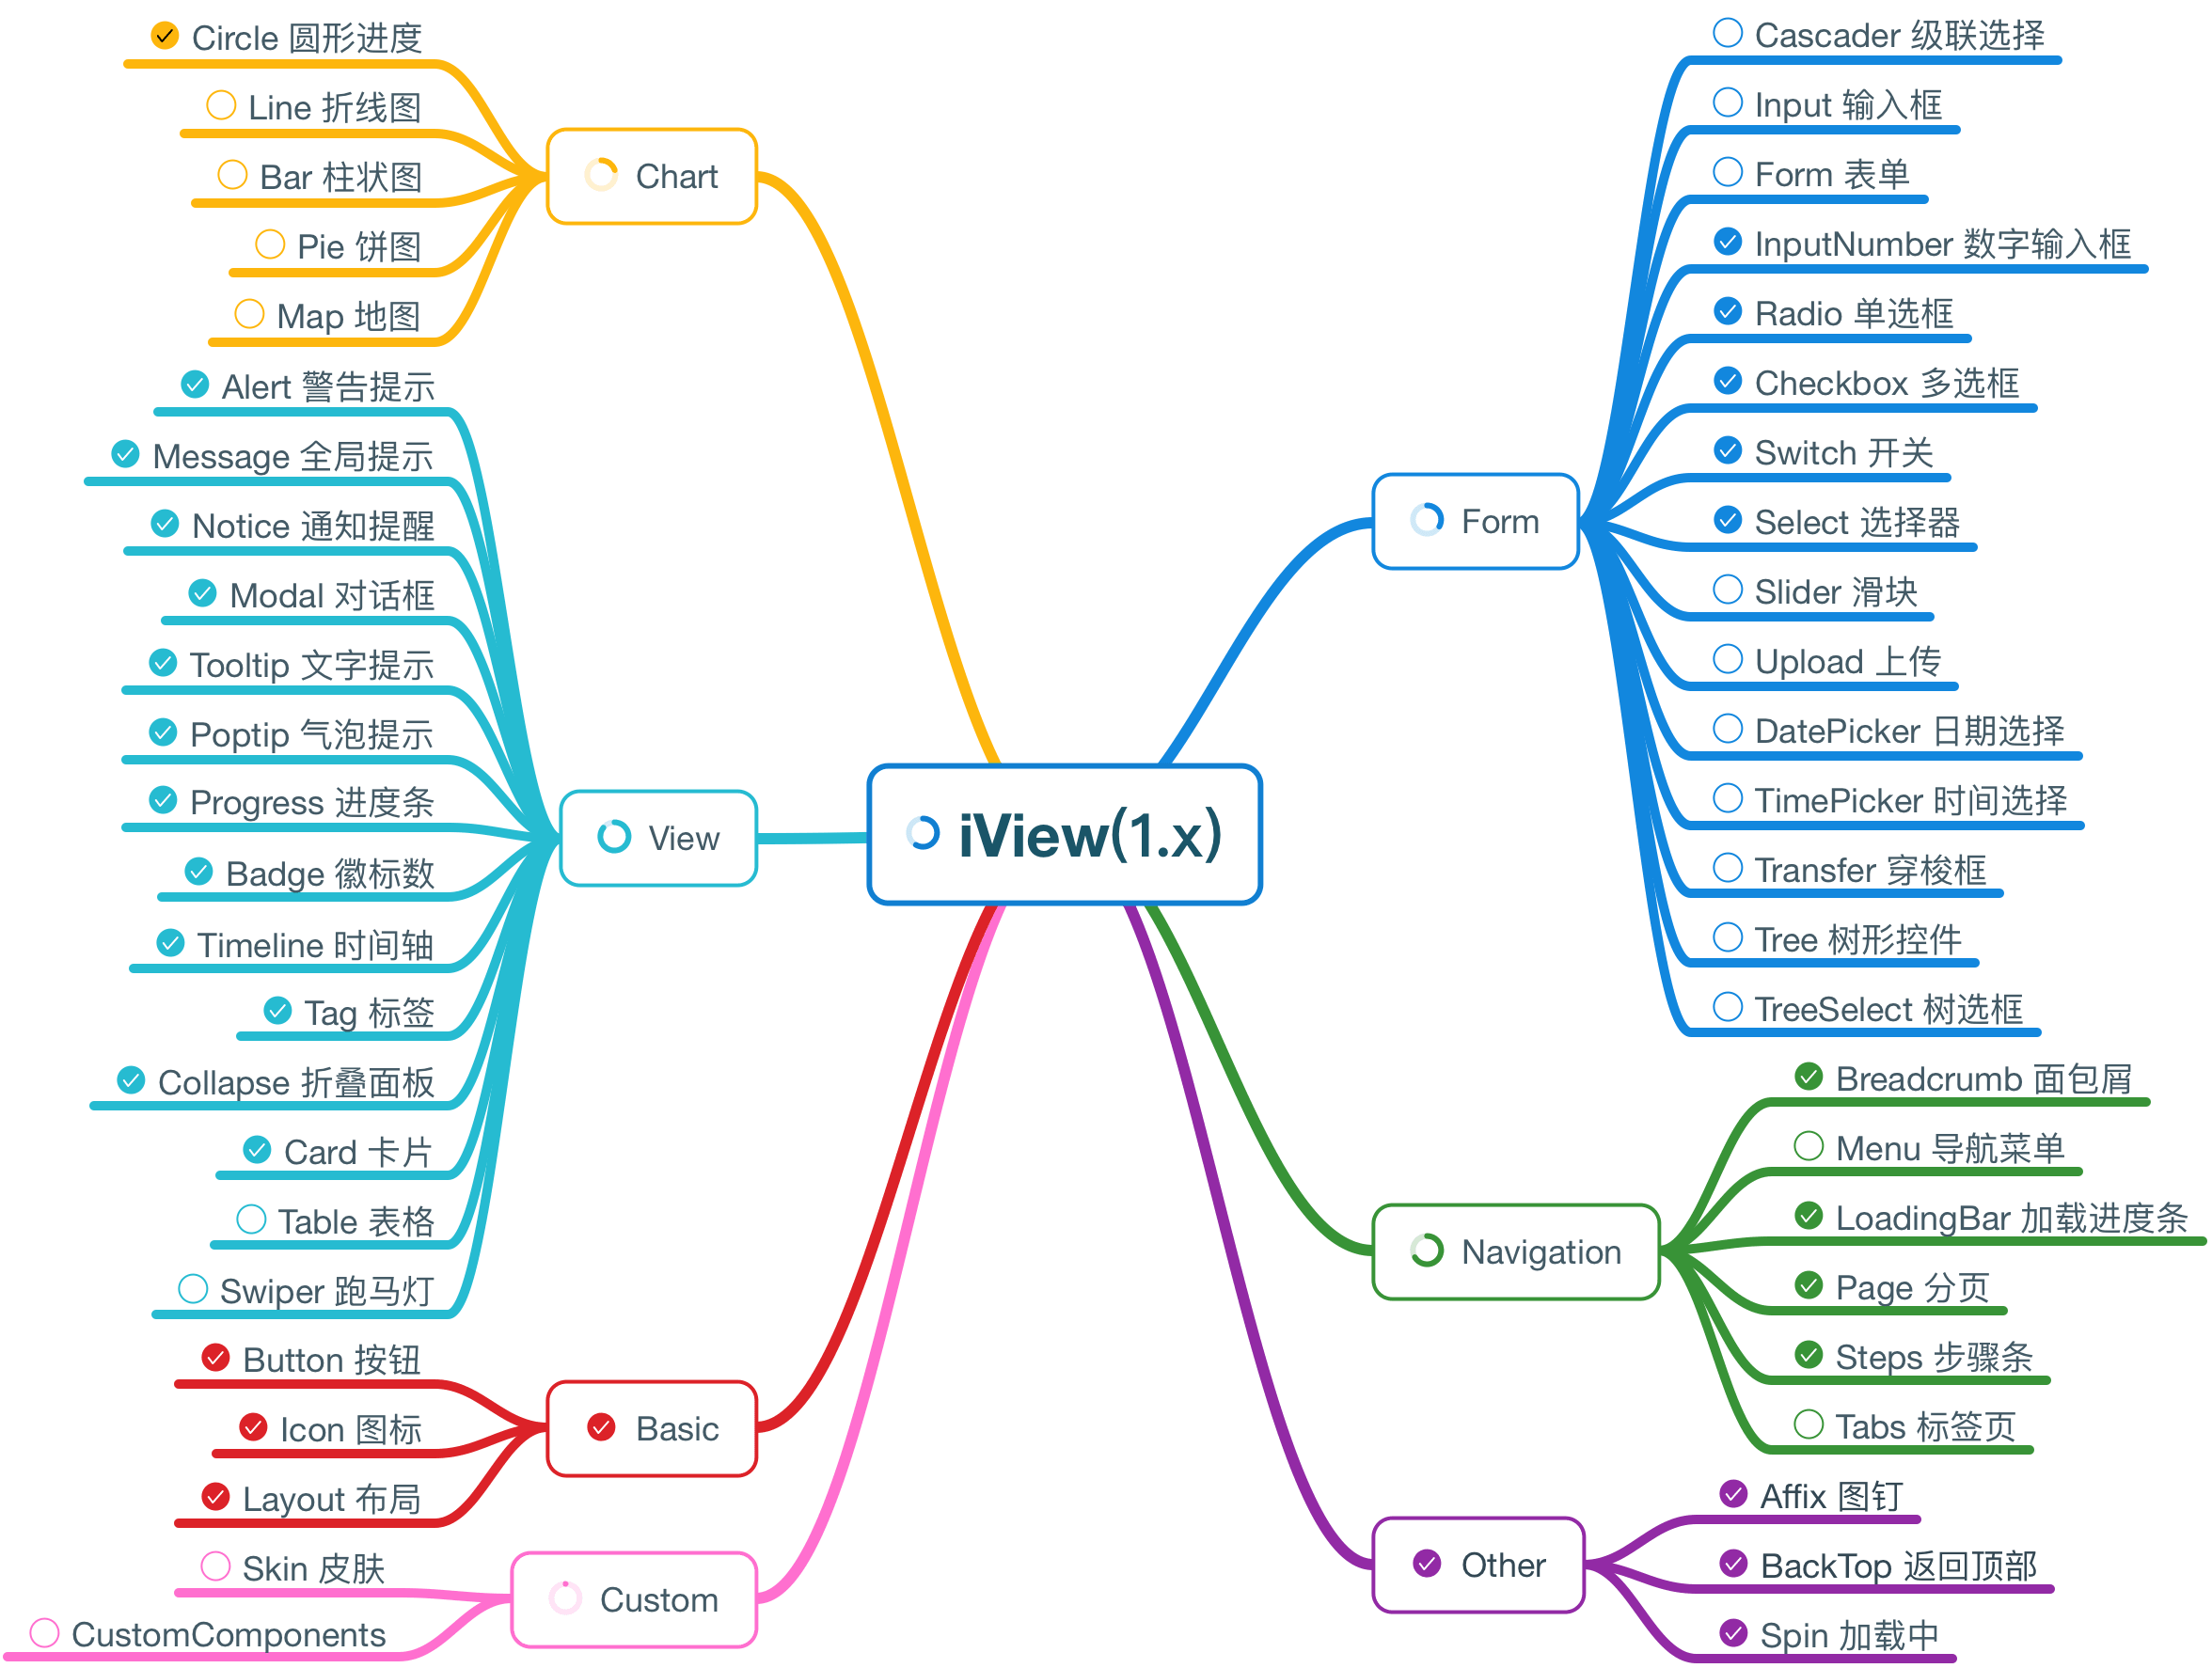 iView(1.x)
Chart
Circle 圆形进度
Line 折线图
Bar 柱状图
Pie 饼图
Map 地图
View
Alert 警告提示
Message 全局提示
Notice 通知提醒
Modal 对话框
Tooltip 文字提示
Poptip 气泡提示
Progress 进度条
Badge 徽标数
Timeline 时间轴
Tag 标签
Collapse 折叠面板
Card 卡片
Table 表格
Swiper 跑马灯
Basic
Button 按钮
Icon 图标
Layout 布局
Custom
Skin 皮肤
CustomComponents
Form
Cascader 级联选择
Input 输入框
Form 表单
InputNumber 数字输入框
Radio 单选框
Checkbox 多选框
Switch 开关
Select 选择器
Slider 滑块
Upload 上传
DatePicker 日期选择
TimePicker 时间选择
Transfer 穿梭框
Tree 树形控件
TreeSelect 树选框
Navigation
Breadcrumb 面包屑
Menu 导航菜单
LoadingBar 加载进度条
Page 分页
Steps 步骤条
Tabs 标签页
Other
Affix 图钉
BackTop 返回顶部
Spin 加载中